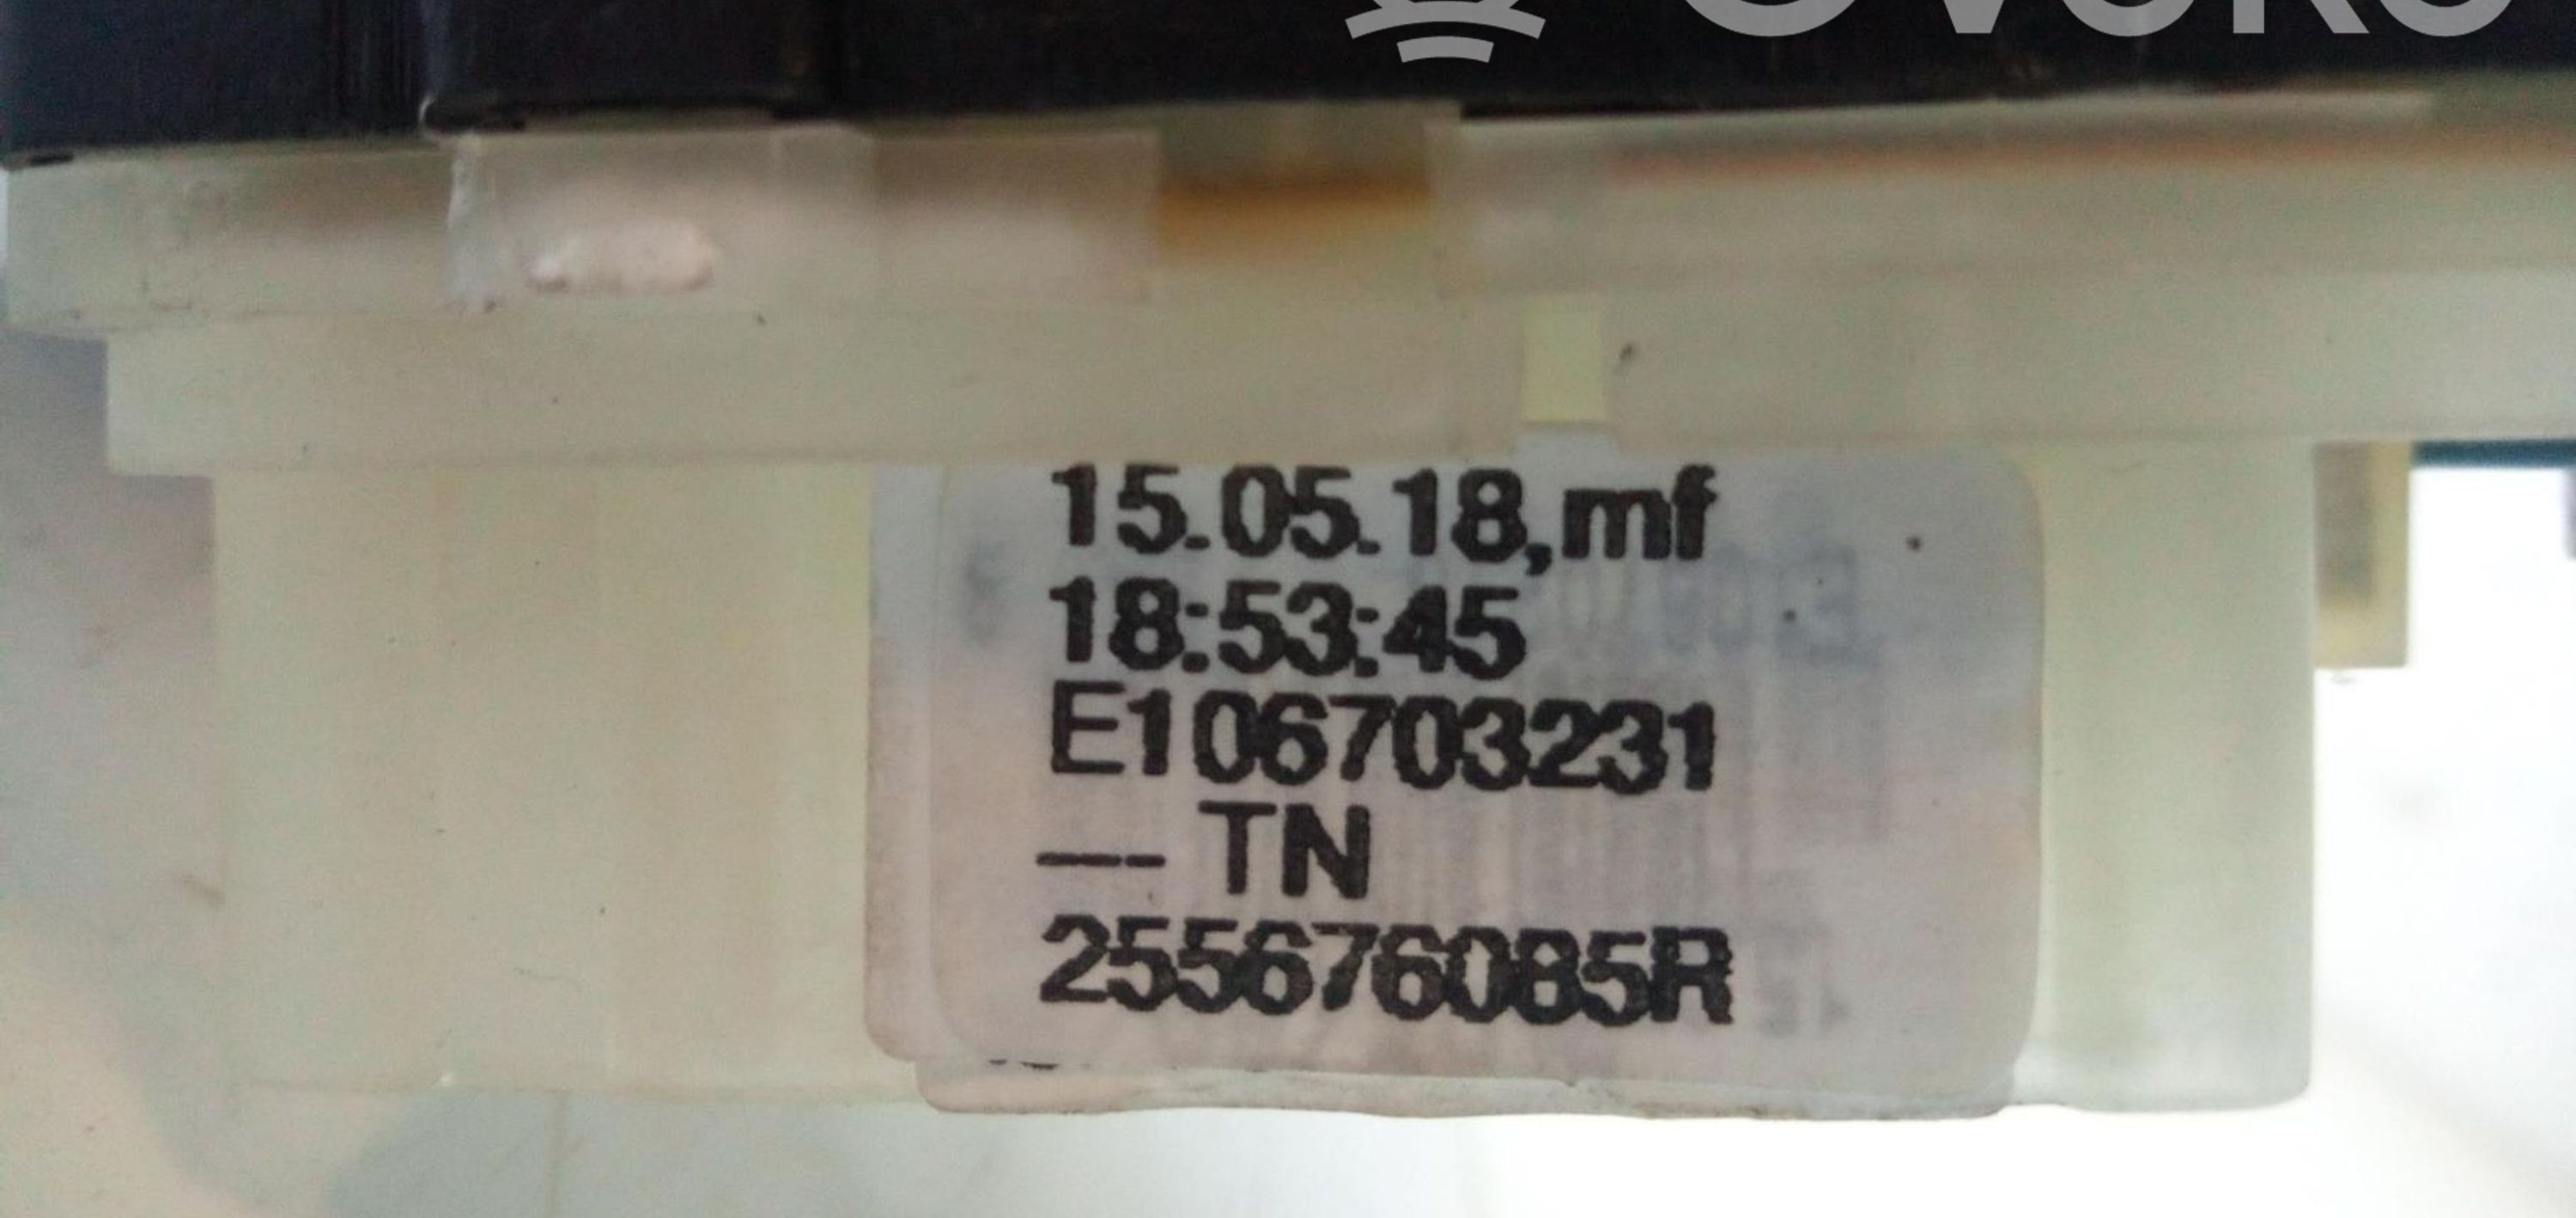 15.05.18,mf
18:53:45
E106703231
--- TN
255676085R